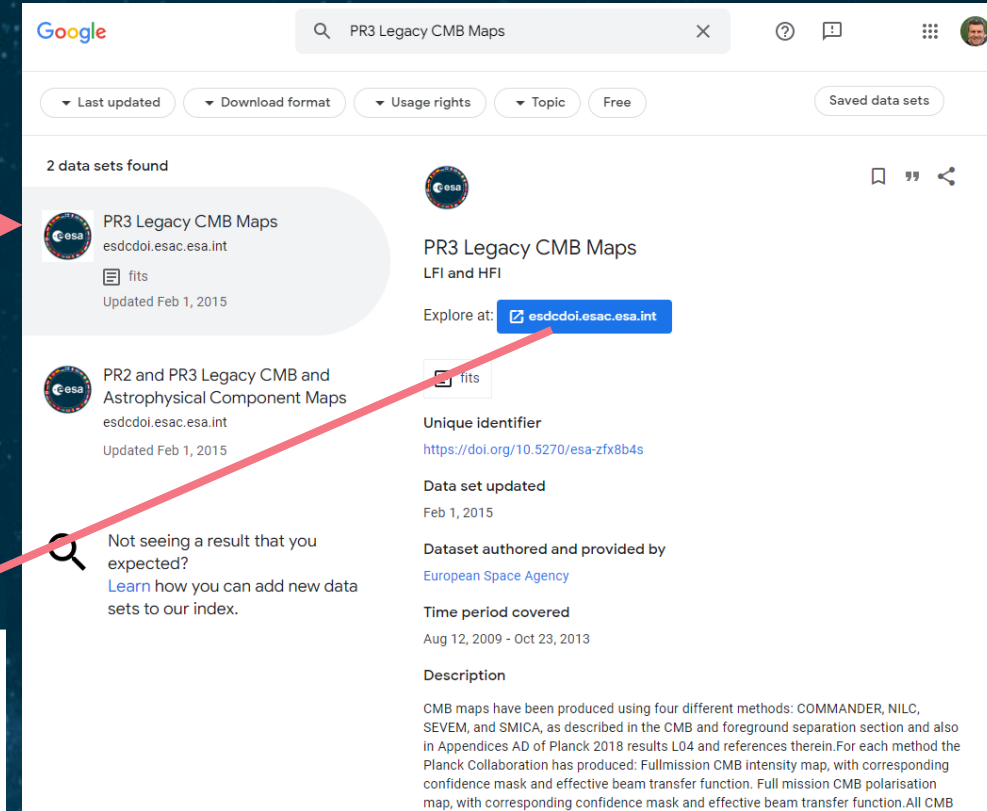 Google
PR3 Legacy CMB Maps
Last updated
Download format
Usage rights
Topic
Free
Saved data sets
2 data sets found
esa
PR3 Legacy CMB Maps
esdcdoi.esac.esa.int
fits
Updated Feb 1, 2015
esa
PR2 and PR3 Legacy CMB and
Astrophysical Component Maps
esdcdoi.esac.esa.int
Updated Feb 1, 2015
Not seeing a result that you
expected?
Learn how you can add new data
sets to our index.
esa
PR3 Legacy CMB Maps
LFI and HFI
Explore at: esdcdoi.esac.esa.int
fits
Unique identifier
https://doi.org/10.5270/esa-zfx8b4s
Data set updated
Feb 1, 2015
Dataset authored and provided by
European Space Agency
Time period covered
Aug 12, 2009 - Oct 23, 2013
Description
CMB maps have been produced using four different methods: COMMANDER, NILC,
SEVEM, and SMICA, as described in the CMB and foreground separation section and also
in Appendices AD of Planck 2018 results L04 and references therein.For each method the
Planck Collaboration has produced: Fullmission CMB intensity map, with corresponding
confidence mask and effective beam transfer function. Full mission CMB polarisation
map, with corresponding confidence mask and effective beam transfer function.All CMB